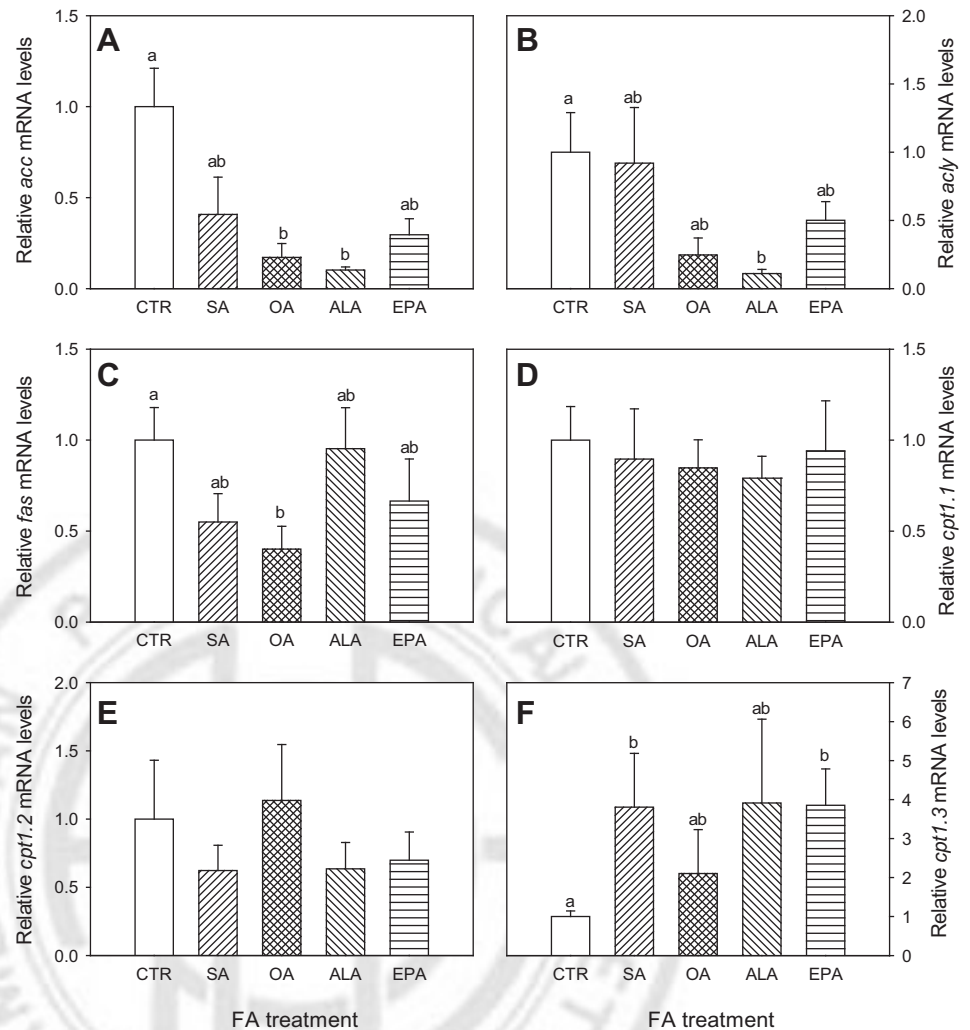 A
Relative acc mRNA levels
1.5
1.0
0.5
0.0
a
ab
b
b
ab
CTR SA OA ALA EPA
B
Relative acly mRNA levels
2.0
1.5
1.0
0.5
0.0
a
ab
ab
b
ab
CTR SA OA ALA EPA
C
Relative fas mRNA levels
1.5
1.0
0.5
0.0
a
ab
b
ab
ab
CTR SA OA ALA EPA
D
Relative cpt1.1 mRNA levels
1.5
1.0
0.5
0.0
CTR SA OA ALA EPA
E
Relative cpt1.2 mRNA levels
2.0
1.5
1.0
0.5
0.0
CTR SA OA ALA EPA
FA treatment
F
Relative cpt1.3 mRNA levels
7
6
5
4
3
2
1
0
a
b
ab
ab
b
CTR SA OA ALA EPA
FA treatment